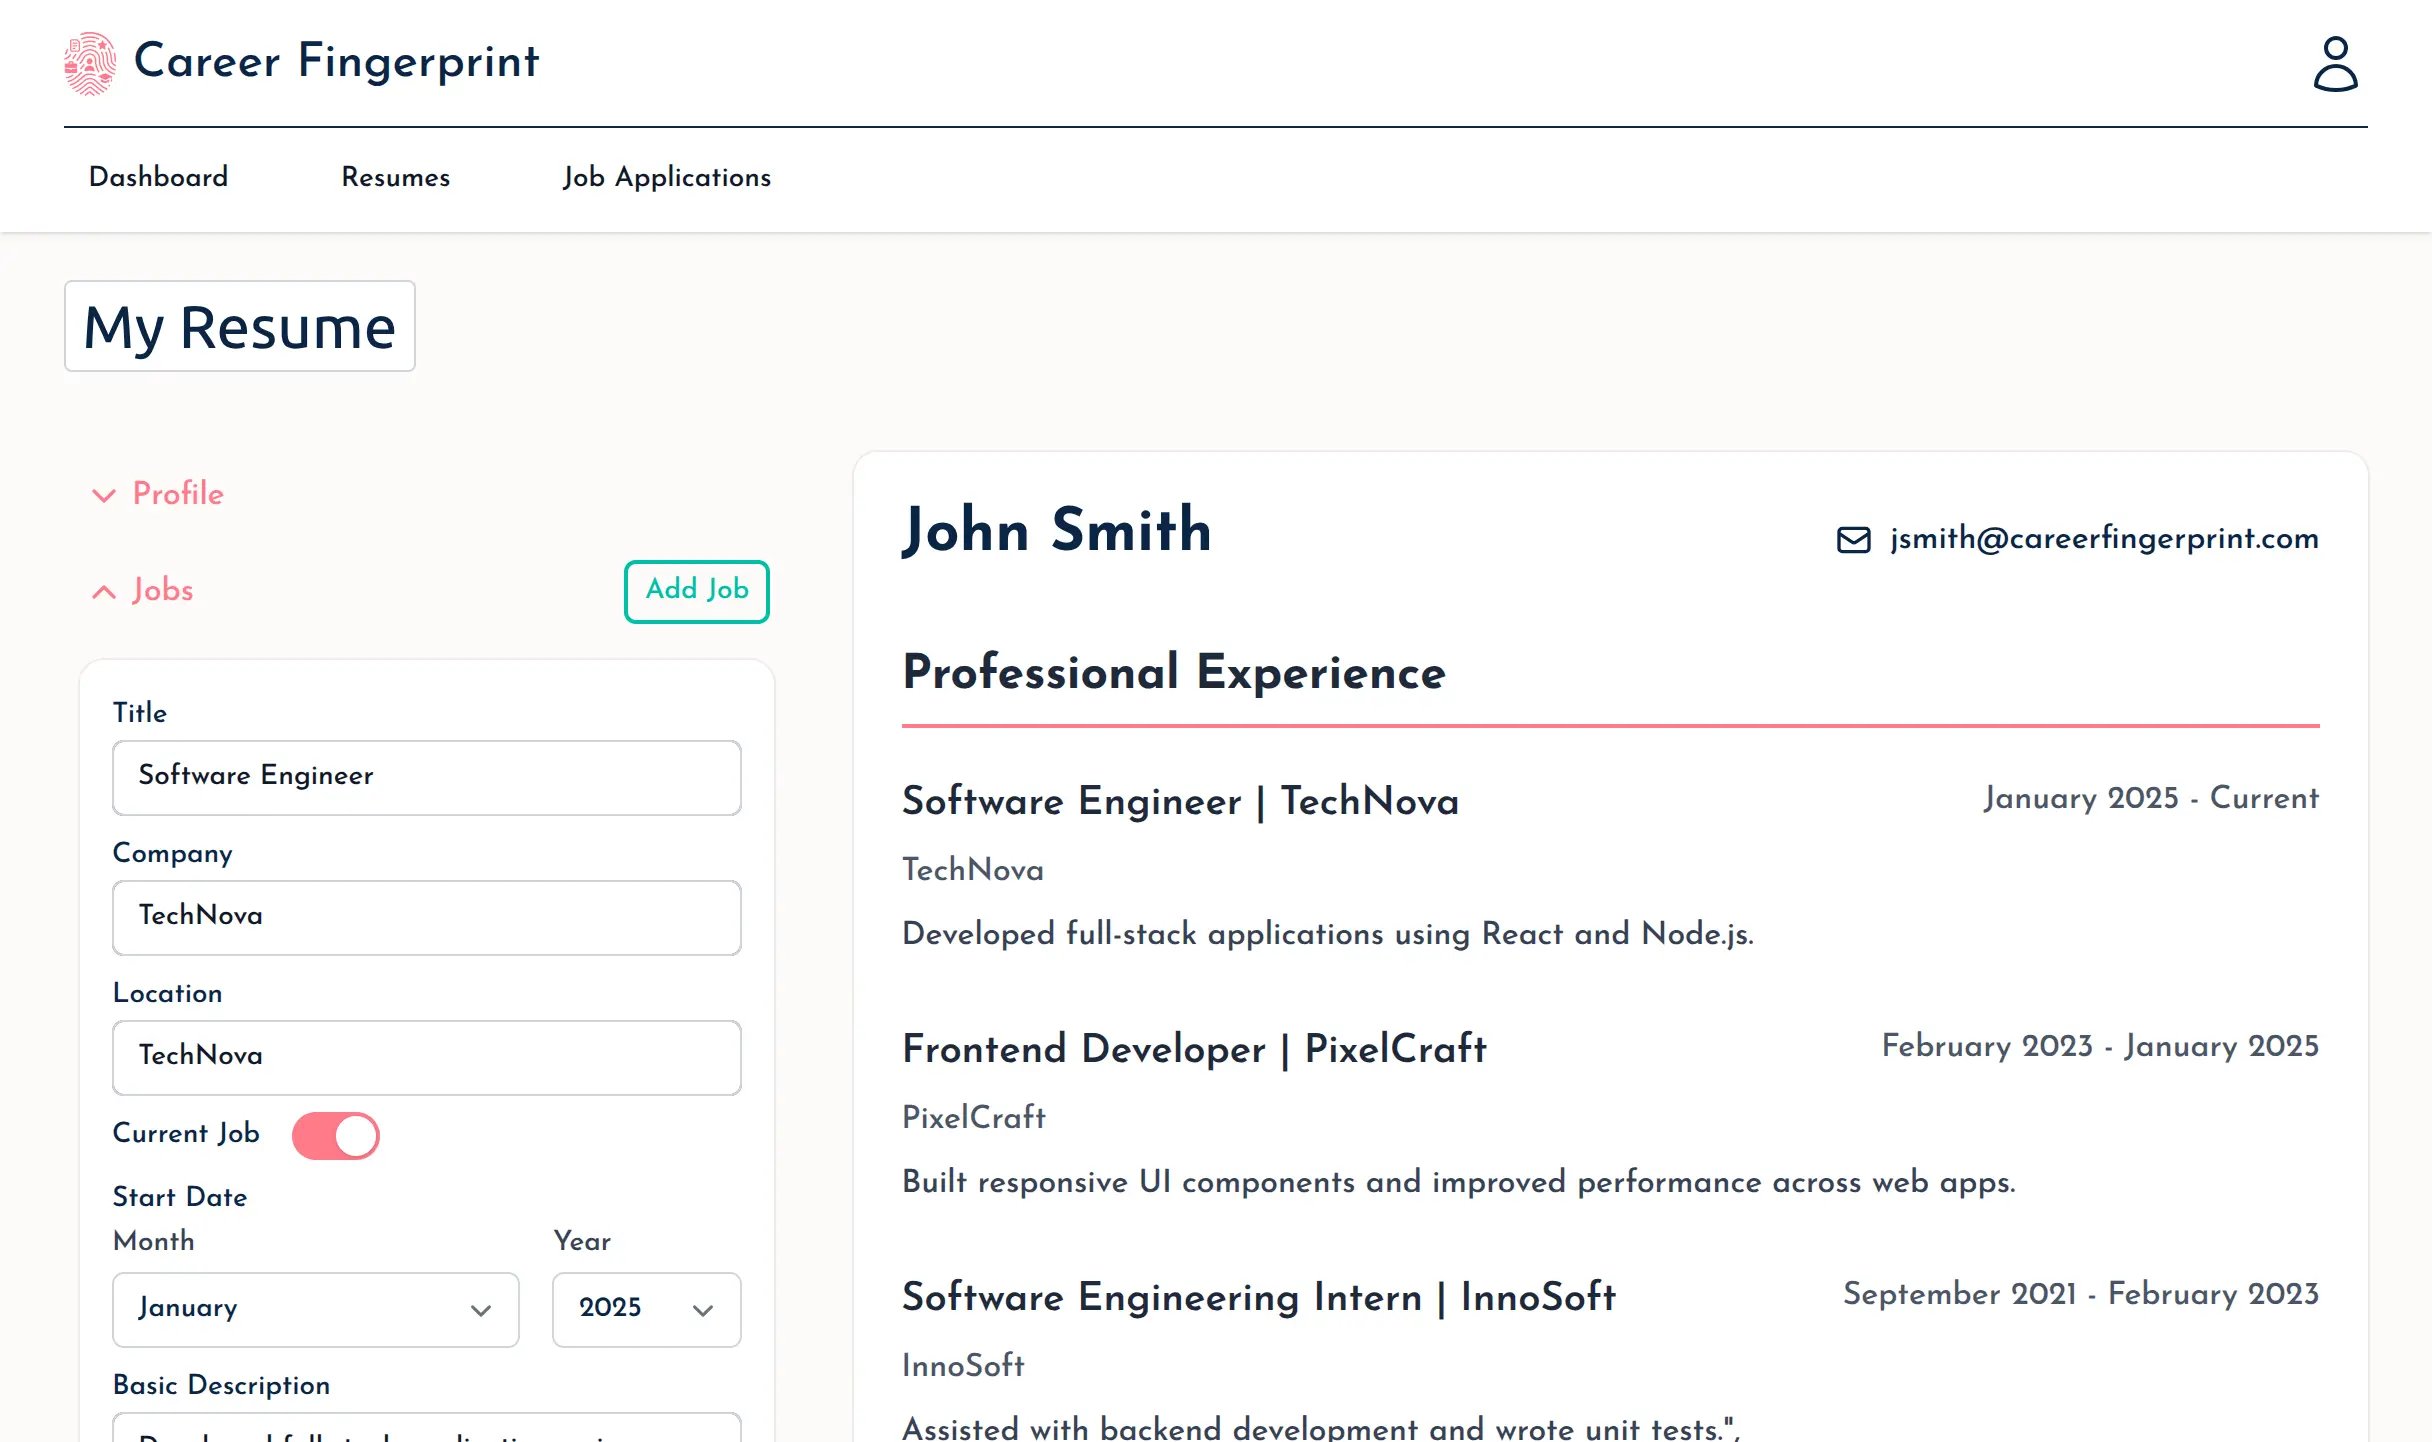 Career Fingerprint
Dashboard
Resumes
Job Applications
My Resume
Profile
Jobs
Add Job
Title
Software Engineer
Company
TechNova
Location
TechNova
Current Job
Start Date
Month
Year
January
2025
Basic Description
John Smith
jsmith@careerfingerprint.com
Professional Experience
Software Engineer | TechNova
January 2025 - Current
TechNova
Developed full-stack applications using React and Node.js.
Frontend Developer | PixelCraft
February 2023 - January 2025
PixelCraft
Built responsive UI components and improved performance across web apps.
Software Engineering Intern | InnoSoft
September 2021 - February 2023
InnoSoft
Assisted with backend development and wrote unit tests.",